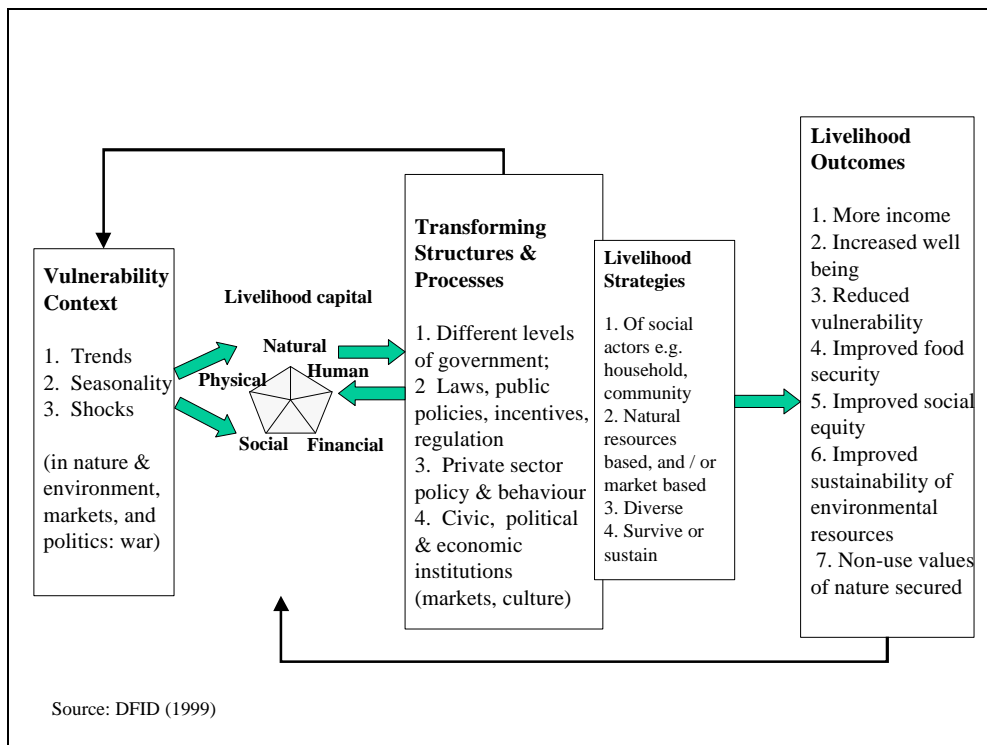 Vulnerability
Context
1. Trends
2. Seasonality
3. Shocks
(in nature &
environment,
markets, and
politics: war)
Livelihood capital
Natural
Physical
Human
Social
Financial
Transforming
Structures &
Processes
1. Different levels
of government;
2 Laws, public
policies, incentives,
regulation
3. Private sector
policy & behaviour
4. Civic, political
& economic
institutions
(markets, culture)
Livelihood
Strategies
1. Of social
actors e.g.
household,
community
2. Natural
resources
based, and / or
market based
3. Diverse
4. Survive or
sustain
Livelihood
Outcomes
1. More income
2. Increased well
being
3. Reduced
vulnerability
4. Improved food
security
5. Improved social
equity
6. Improved
sustainability of
environmental
resources
7. Non-use values
of nature secured
Source: DFID (1999)